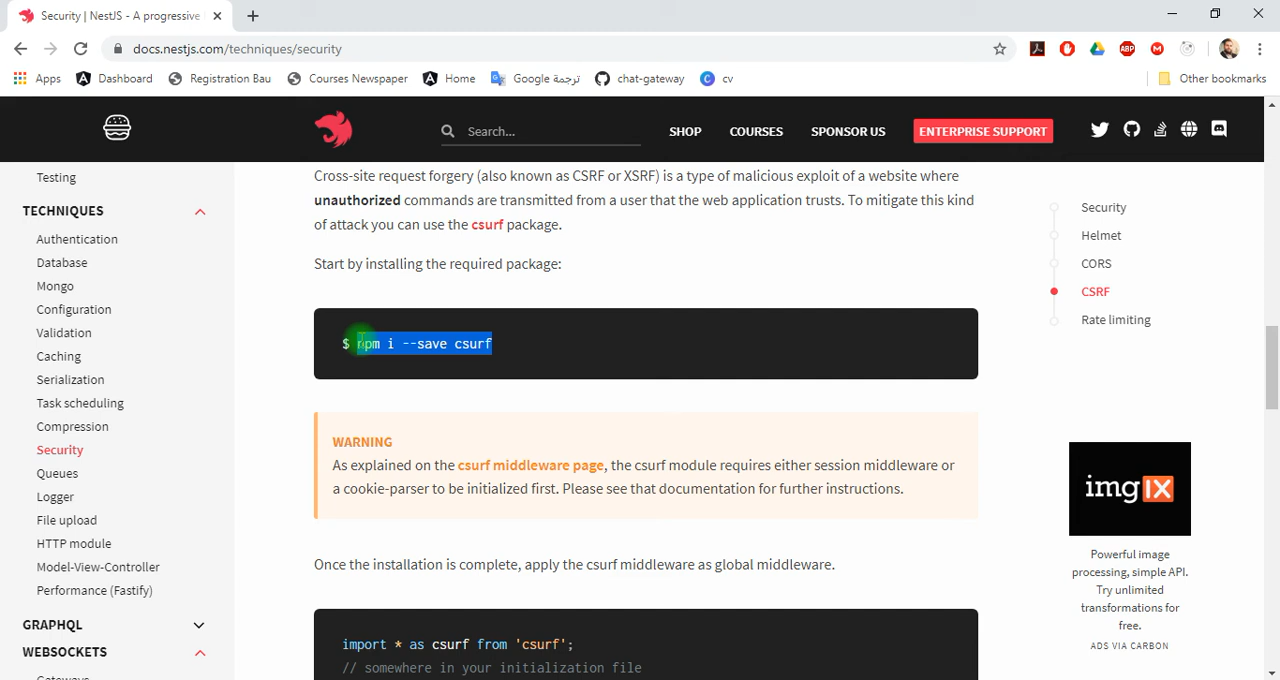 Security | NestJS - A progressive
docs.nestjs.com/techniques/security
ABP
M
Apps
Dashboard
Registration Bau
Courses Newspaper
Home
ترجمة Google
chat-gateway
C
cv
Other bookmarks
Search...
SHOP
COURSES
SPONSOR US
ENTERPRISE SUPPORT
Testing
TECHNIQUES
Authentication
Database
Mongo
Configuration
Validation
Caching
Serialization
Task scheduling
Compression
Security
Queues
Logger
File upload
HTTP module
Model-View-Controller
Performance (Fastify)
GRAPHQL
WEBSOCKETS
Gateways
Cross-site request forgery (also known as CSRF or XSRF) is a type of malicious exploit of a website where
unauthorized commands are transmitted from a user that the web application trusts. To mitigate this kind
of attack you can use the csurf package.
Start by installing the required package:
$ npm i --save csurf
WARNING
As explained on the csurf middleware page, the csurf module requires either session middleware or
a cookie-parser to be initialized first. Please see that documentation for further instructions.
Once the installation is complete, apply the csurf middleware as global middleware.
import * as csurf from 'csurf';
// somewhere in your initialization file
Security
Helmet
CORS
CSRF
Rate limiting
imgIX
Powerful image
processing, simple API.
Try unlimited
transformations for
free.
ADS VIA CARBON